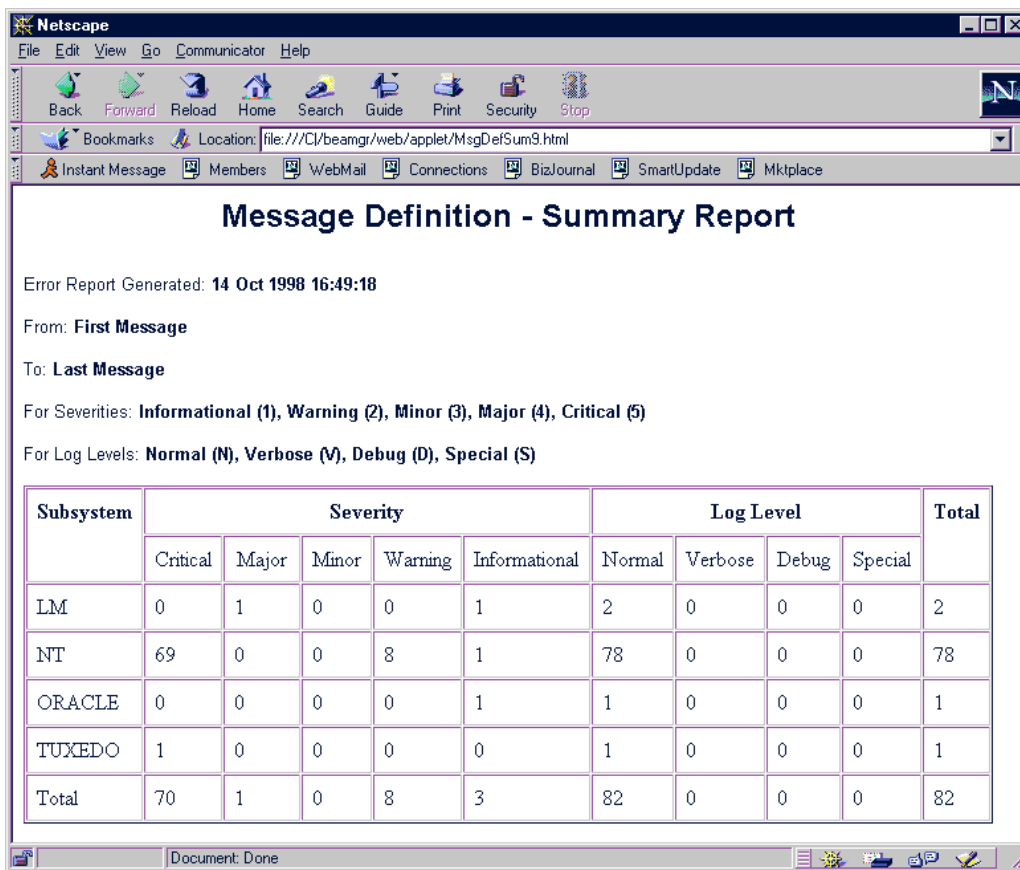 Netscape
File Edit View Go Communicator Help
Back Forward Reload Home Search Guide Print Security Stop
N
Bookmarks Location: file:///C|/beamgr/web/applet/MsgDefSum9.html
Instant Message Members WebMail Connections BizJournal SmartUpdate Mktplace
Message Definition - Summary Report
Error Report Generated: 14 Oct 1998 16:49:18
From: First Message
To: Last Message
For Severities: Informational (1), Warning (2), Minor (3), Major (4), Critical (5)
For Log Levels: Normal (N), Verbose (V), Debug (D), Special (S)
Subsystem Severity Log Level Total
Critical Major Minor Warning Informational Normal Verbose Debug Special
LM 0 1 0 0 1 2 0 0 0 2
NT 69 0 0 8 1 78 0 0 0 78
ORACLE 0 0 0 0 1 1 0 0 0 1
TUXEDO 1 0 0 0 0 1 0 0 0 1
Total 70 1 0 8 3 82 0 0 0 82
Document: Done